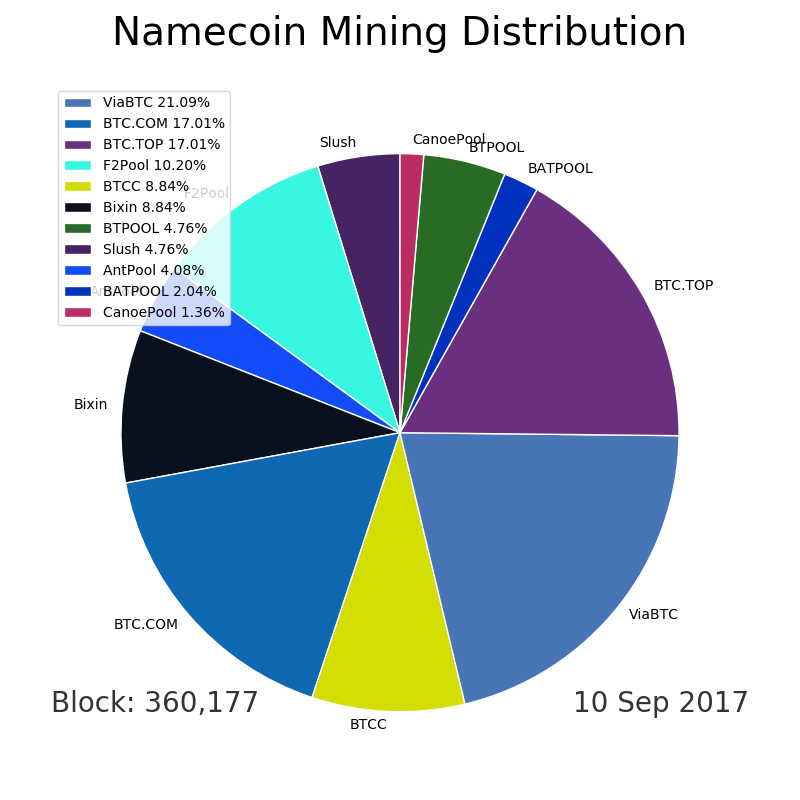 Namecoin Mining Distribution
ViaBTC 21.09%
BTC.COM 17.01%
BTC.TOP 17.01%
F2Pool 10.20%
BTCC 8.84%
Bixin 8.84%
BTPOOL 4.76%
Slush 4.76%
AntPool 4.08%
BATPOOL 2.04%
CanoePool 1.36%
Slush
CanoePool
BTPOOL
BATPOOL
F2Pool
BTC.TOP
Bixin
ViaBTC
BTC.COM
BTCC
Block: 360,177
10 Sep 2017